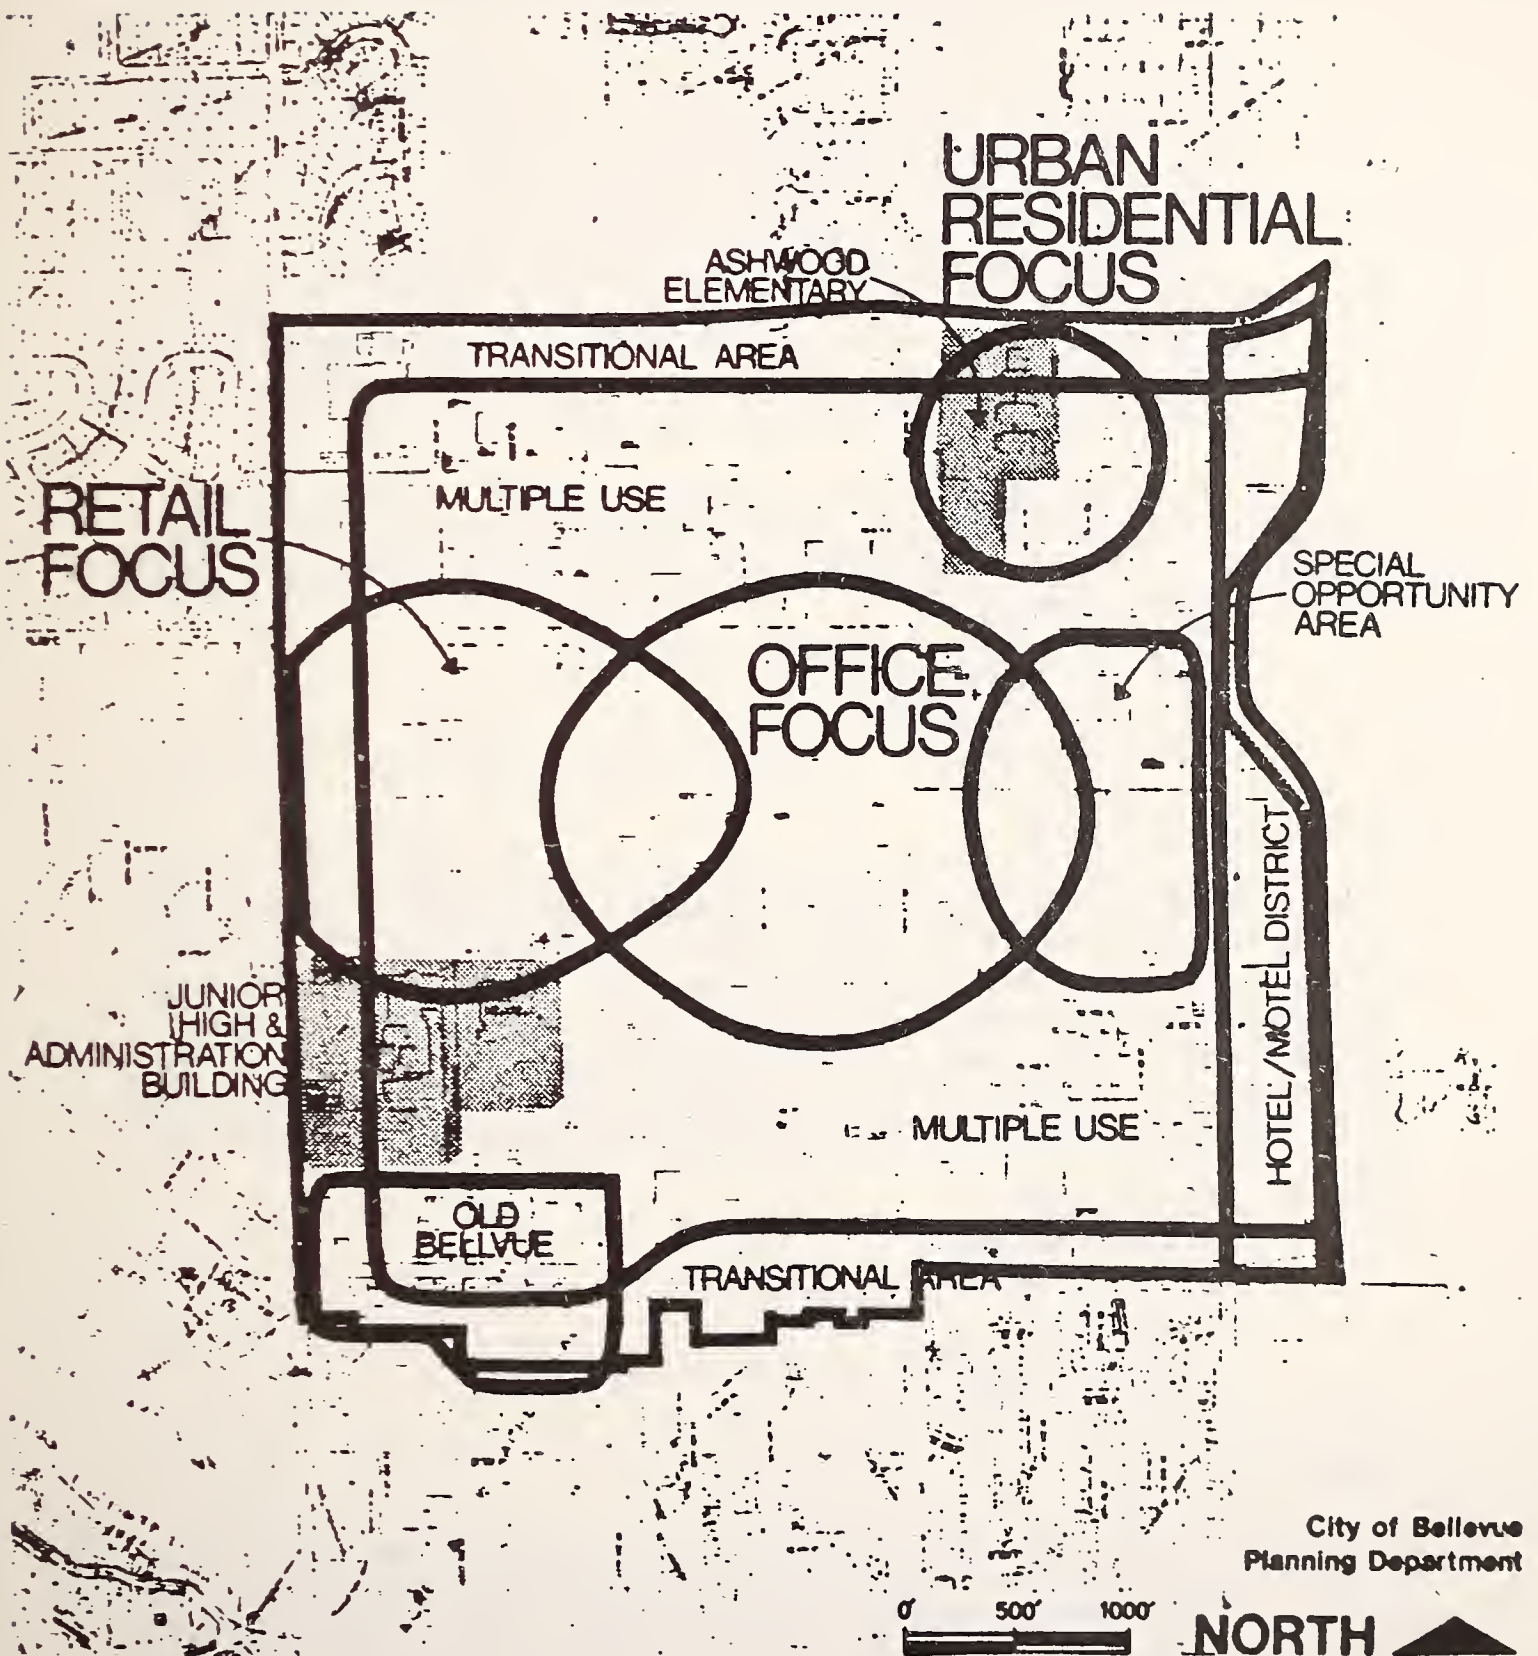 URBAN
RESIDENTIAL
FOCUS
ASHWOOD
ELEMENTARY
TRANSITIONAL AREA
MULTIPLE USE
RETAIL
FOCUS
SPECIAL
OPPORTUNITY
AREA
OFFICE
FOCUS
HOTEL/MOTEL DISTRICT
JUNIOR
HIGH &
ADMINISTRATION
BUILDING
MULTIPLE USE
OLD
BELLVUE
TRANSITIONAL AREA
City of Bellevue
Planning Department
0' 500' 1000'
NORTH